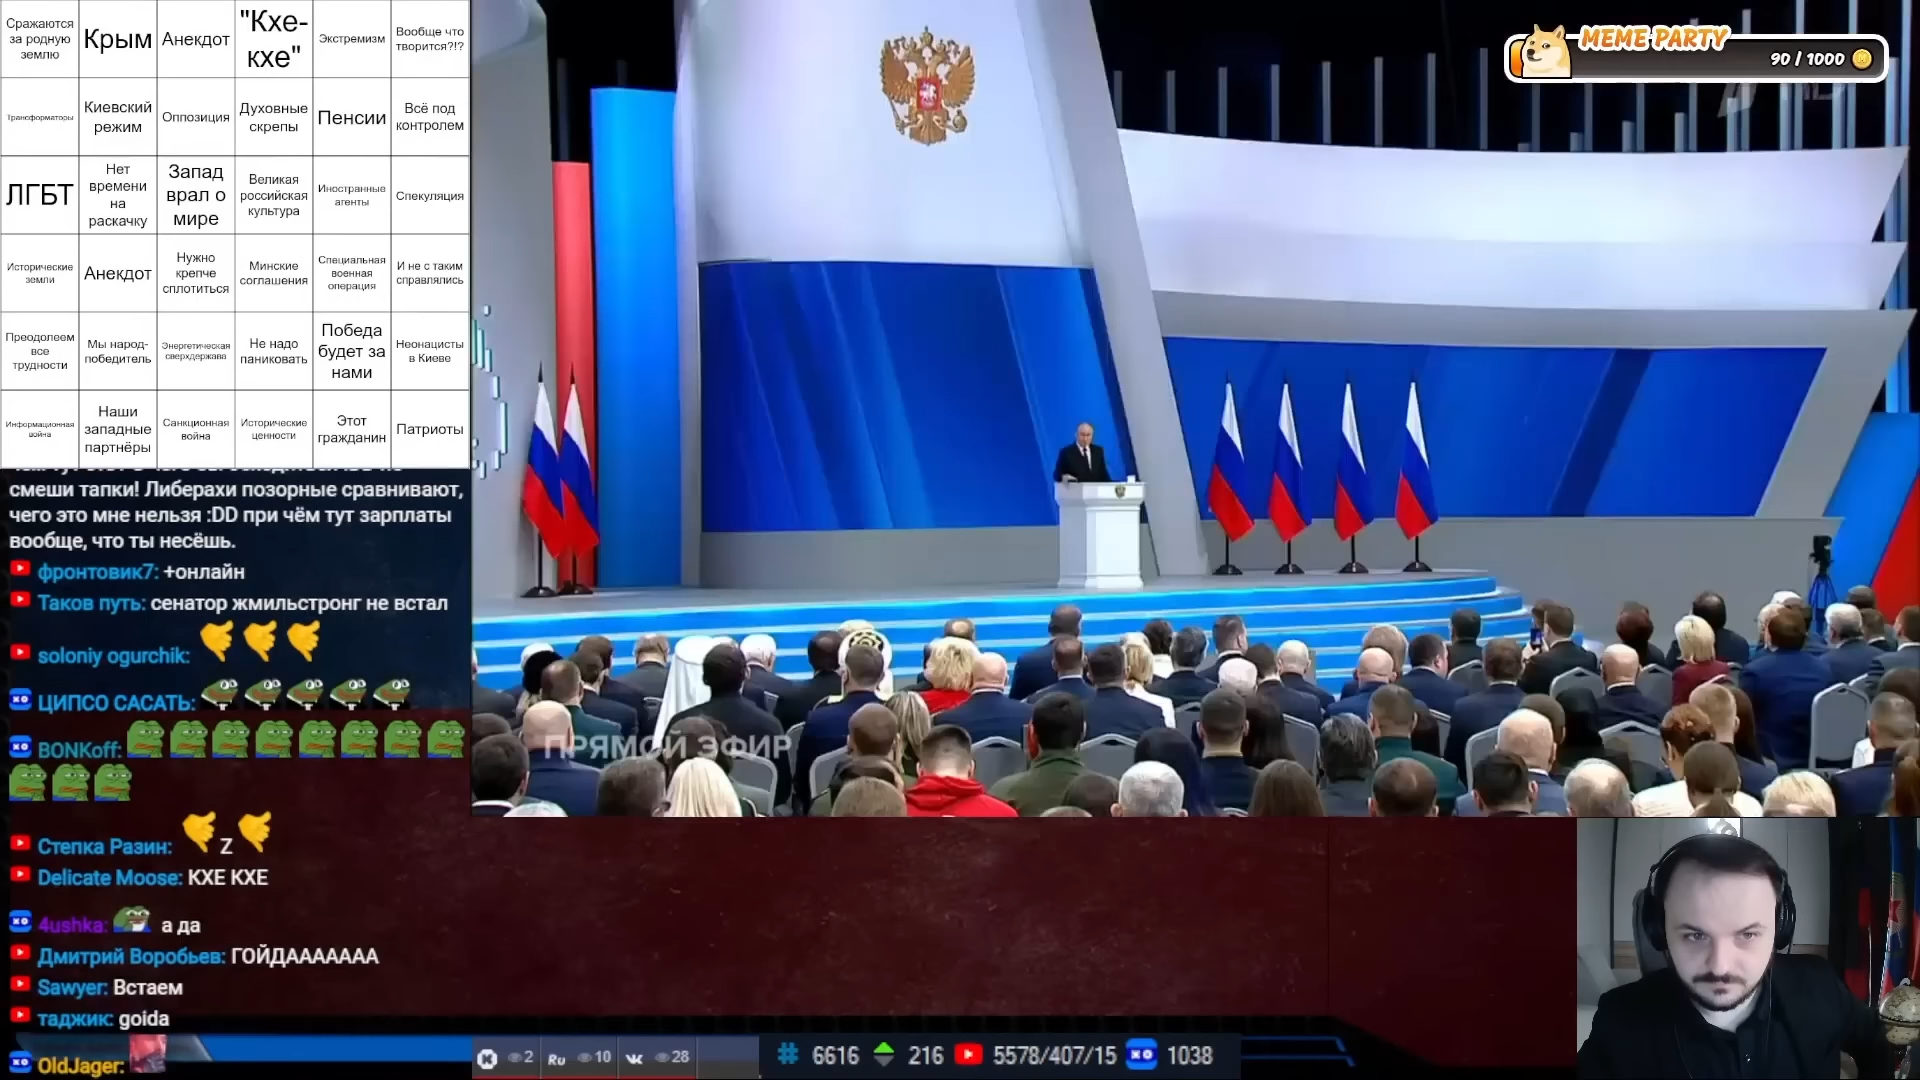 Сражаются
за родную
землю
Крым
Анекдот
"Кхе-
кхе"
Экстремизм
Вообще что
творится?!?
Трансформаторы
Киевский
режим
Оппозиция
Духовные
скрепы
Пенсии
Всё под
контролем
ЛГБТ
Нет
времени
на
раскачку
Запад
врал о
мире
Великая
российская
культура
Иностранные
агенты
Спекуляция
Исторические
земли
Анекдот
Нужно
крепче
сплотиться
Минские
соглашения
Специальная
военная
операция
И не с таким
справлялись
Преодолеем
все
трудности
Мы народ-
победитель
Энергетическая
сверхдержава
Не надо
паниковать
Победа
будет за
нами
Неонацисты
в Киеве
Информационная
война
Наши
западные
партнёры
Санкционная
война
Исторические
ценности
Этот
гражданин
Патриоты
MEME PARTY
90 / 1000
смеши тапки! Либерахи позорные сравнивают,
чего это мне нельзя :DD при чём тут зарплаты
вообще, что ты несёшь.
фронтовик7: +онлайн
Таков путь: сенатор жмильстронг не встал
soloniy ogurchik:
ЦИПСО САСАТЬ:
BONKoff:
Степка Разин: Z
Delicate Moose: КХЕ КХЕ
4ushka: а да
Дмитрий Воробьев: ГОЙДААААААА
Sawyer: Встаем
таджик: goida
OldJager:
ПРЯМОЙ ЭФИР
2
Ru 10
28
# 6616 216 5578/407/15 1038